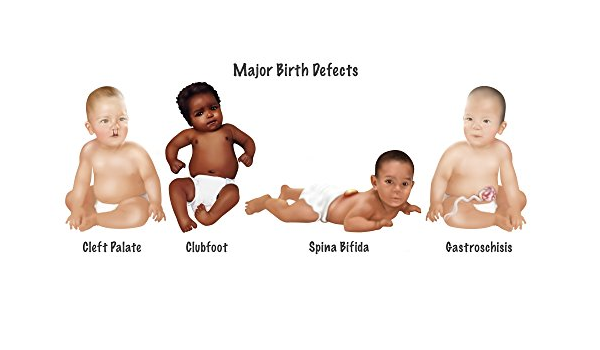 Major Birth Defects
Cleft Palate
Clubfoot
Spina Bifida
Gastroschisis